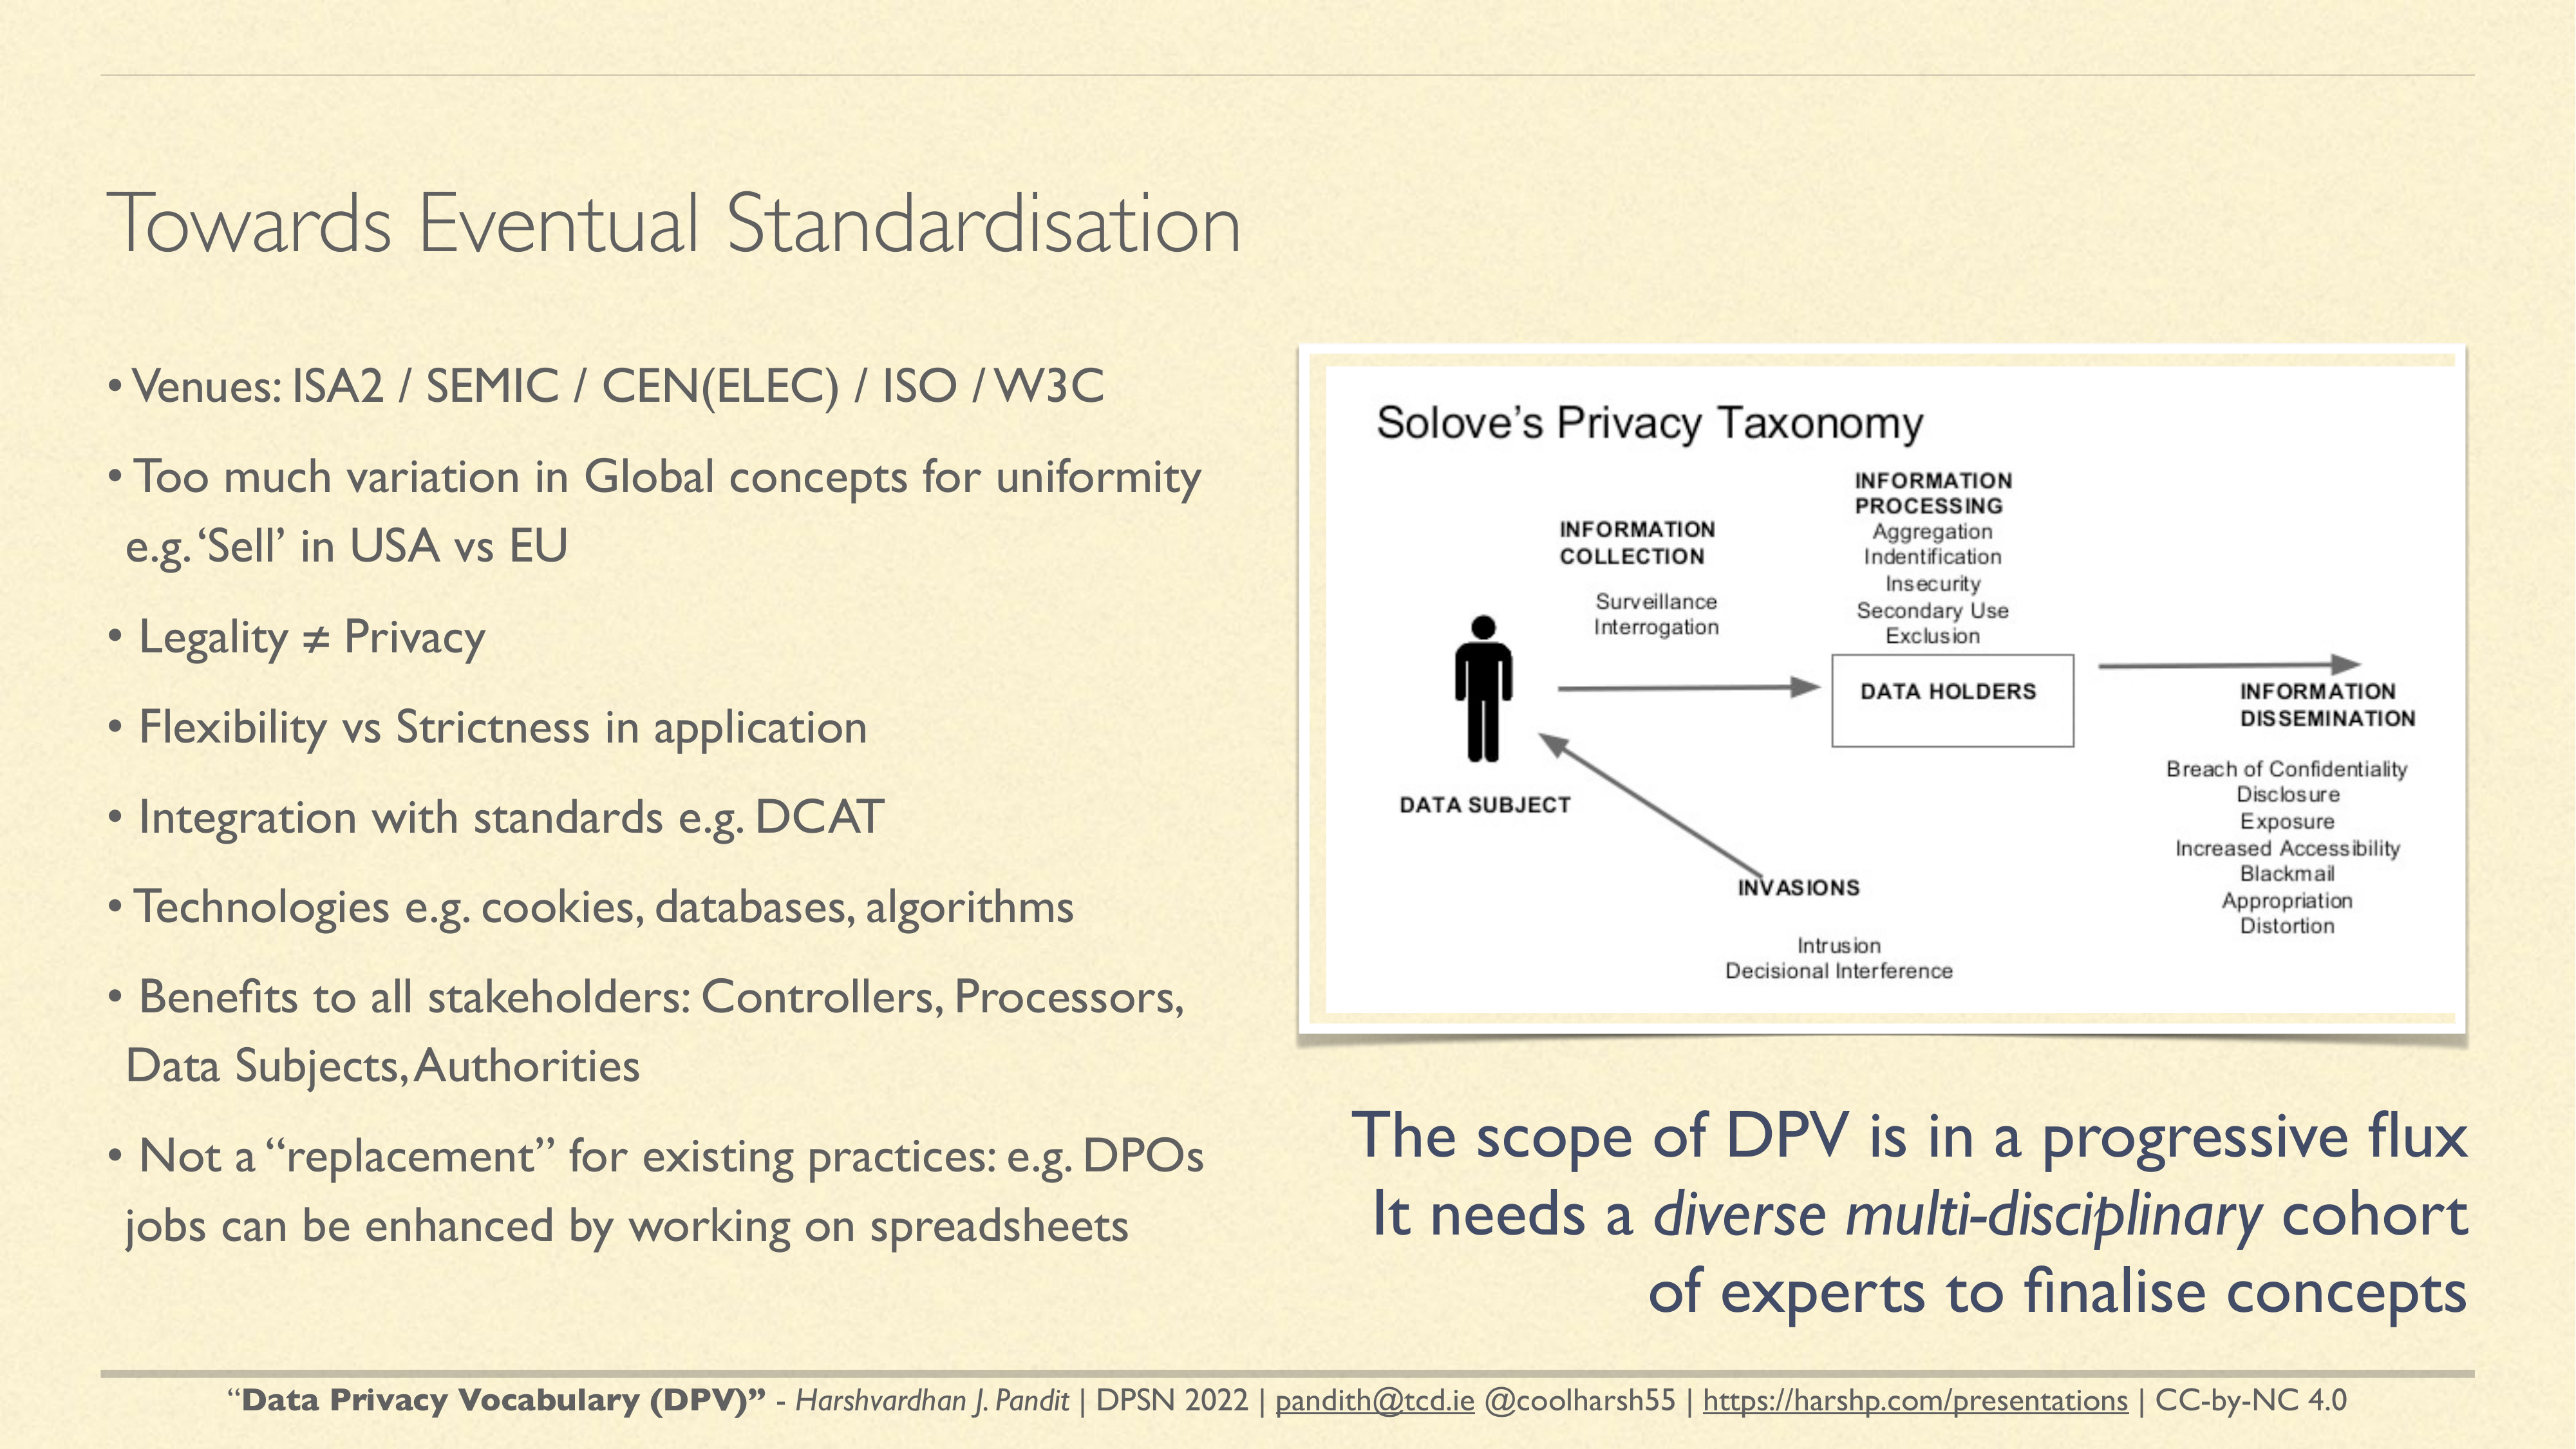 Towards Eventual Standardisation
• Venues: ISA2 / SEMIC / CEN(ELEC) / ISO / W3C
• Too much variation in Global concepts for uniformity
e.g. ‘Sell’ in USA vs EU
• Legality ≠ Privacy
• Flexibility vs Strictness in application
• Integration with standards e.g. DCAT
• Technologies e.g. cookies, databases, algorithms
• Benefits to all stakeholders: Controllers, Processors,
Data Subjects, Authorities
• Not a “replacement” for existing practices: e.g. DPOs
jobs can be enhanced by working on spreadsheets
Solove’s Privacy Taxonomy
INFORMATION
COLLECTION
Surveillance
Interrogation
INFORMATION
PROCESSING
Aggregation
Indentification
Insecurity
Secondary Use
Exclusion
DATA HOLDERS
DATA SUBJECT
INFORMATION
DISSEMINATION
Breach of Confidentiality
Disclosure
Exposure
Increased Accessibility
Blackmail
Appropriation
Distortion
INVASIONS
Intrusion
Decisional Interference
The scope of DPV is in a progressive flux
It needs a diverse multi-disciplinary cohort
of experts to finalise concepts
“Data Privacy Vocabulary (DPV)” - Harshvardhan J. Pandit | DPSN 2022 | pandith@tcd.ie @coolharsh55 | https://harshp.com/presentations | CC-by-NC 4.0